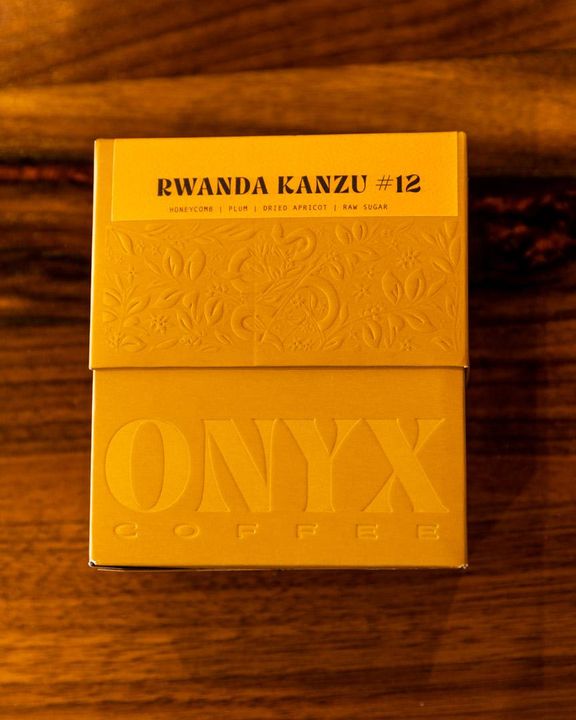 RWANDA KANZU #12
HONEYCOMB | PLUM | DRIED APRICOT | RAW SUGAR
ONYX
COFFEE